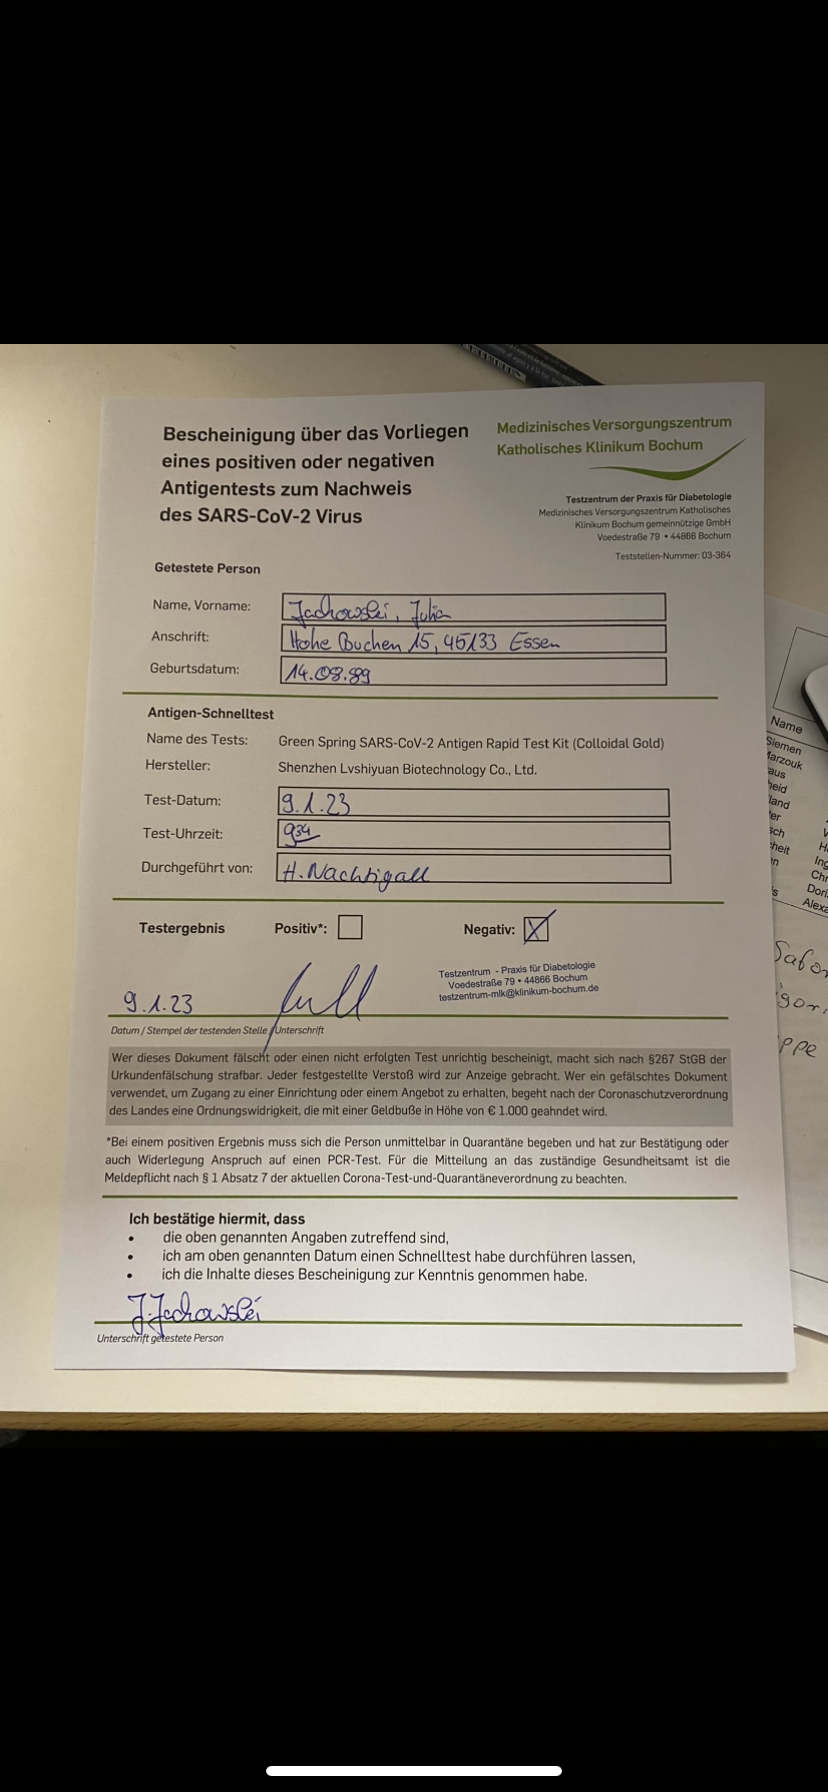 Bescheinigung über das Vorliegen
eines positiven oder negativen
Antigentests zum Nachweis
des SARS-CoV-2 Virus
Medizinisches Versorgungszentrum
Katholisches Klinikum Bochum
Testzentrum der Praxis für Diabetologie
Medizinisches Versorgungszentrum Katholisches
Klinikum Bochum gemeinnützige GmbH
Voedestraße 79 • 44866 Bochum
Teststellen-Nummer: 03-364
Getestete Person
Name, Vorname: Jachowski, Julia
Anschrift: Hohe Buchen 15, 45133 Essen
Geburtsdatum: 14.08.89
Antigen-Schnelltest
Name des Tests: Green Spring SARS-CoV-2 Antigen Rapid Test Kit (Colloidal Gold)
Hersteller: Shenzhen Lvshiyuan Biotechnology Co., Ltd.
Test-Datum: 9.1.23
Test-Uhrzeit: 934
Durchgeführt von: H. Nachtigall
Testergebnis Positiv*: Negativ: X
Testzentrum - Praxis für Diabetologie
Voedestraße 79 • 44866 Bochum
testzentrum-mlk@klinikum-bochum.de
9.1.23
Datum / Stempel der testenden Stelle / Unterschrift
Wer dieses Dokument fälscht oder einen nicht erfolgten Test unrichtig bescheinigt, macht sich nach §267 StGB der
Urkundenfälschung strafbar. Jeder festgestellte Verstoß wird zur Anzeige gebracht. Wer ein gefälschtes Dokument
verwendet, um Zugang zu einer Einrichtung oder einem Angebot zu erhalten, begeht nach der Coronaschutzverordnung
des Landes eine Ordnungswidrigkeit, die mit einer Geldbuße in Höhe von € 1.000 geahndet wird.
*Bei einem positiven Ergebnis muss sich die Person unmittelbar in Quarantäne begeben und hat zur Bestätigung oder
auch Widerlegung Anspruch auf einen PCR-Test. Für die Mitteilung an das zuständige Gesundheitsamt ist die
Meldepflicht nach § 1 Absatz 7 der aktuellen Corona-Test-und-Quarantäneverordnung zu beachten.
Ich bestätige hiermit, dass
• die oben genannten Angaben zutreffend sind,
• ich am oben genannten Datum einen Schnelltest habe durchführen lassen,
• ich die Inhalte dieses Bescheinigung zur Kenntnis genommen habe.
J. Jachowski
Unterschrift getestete Person
Name
Siemen
Marzouk